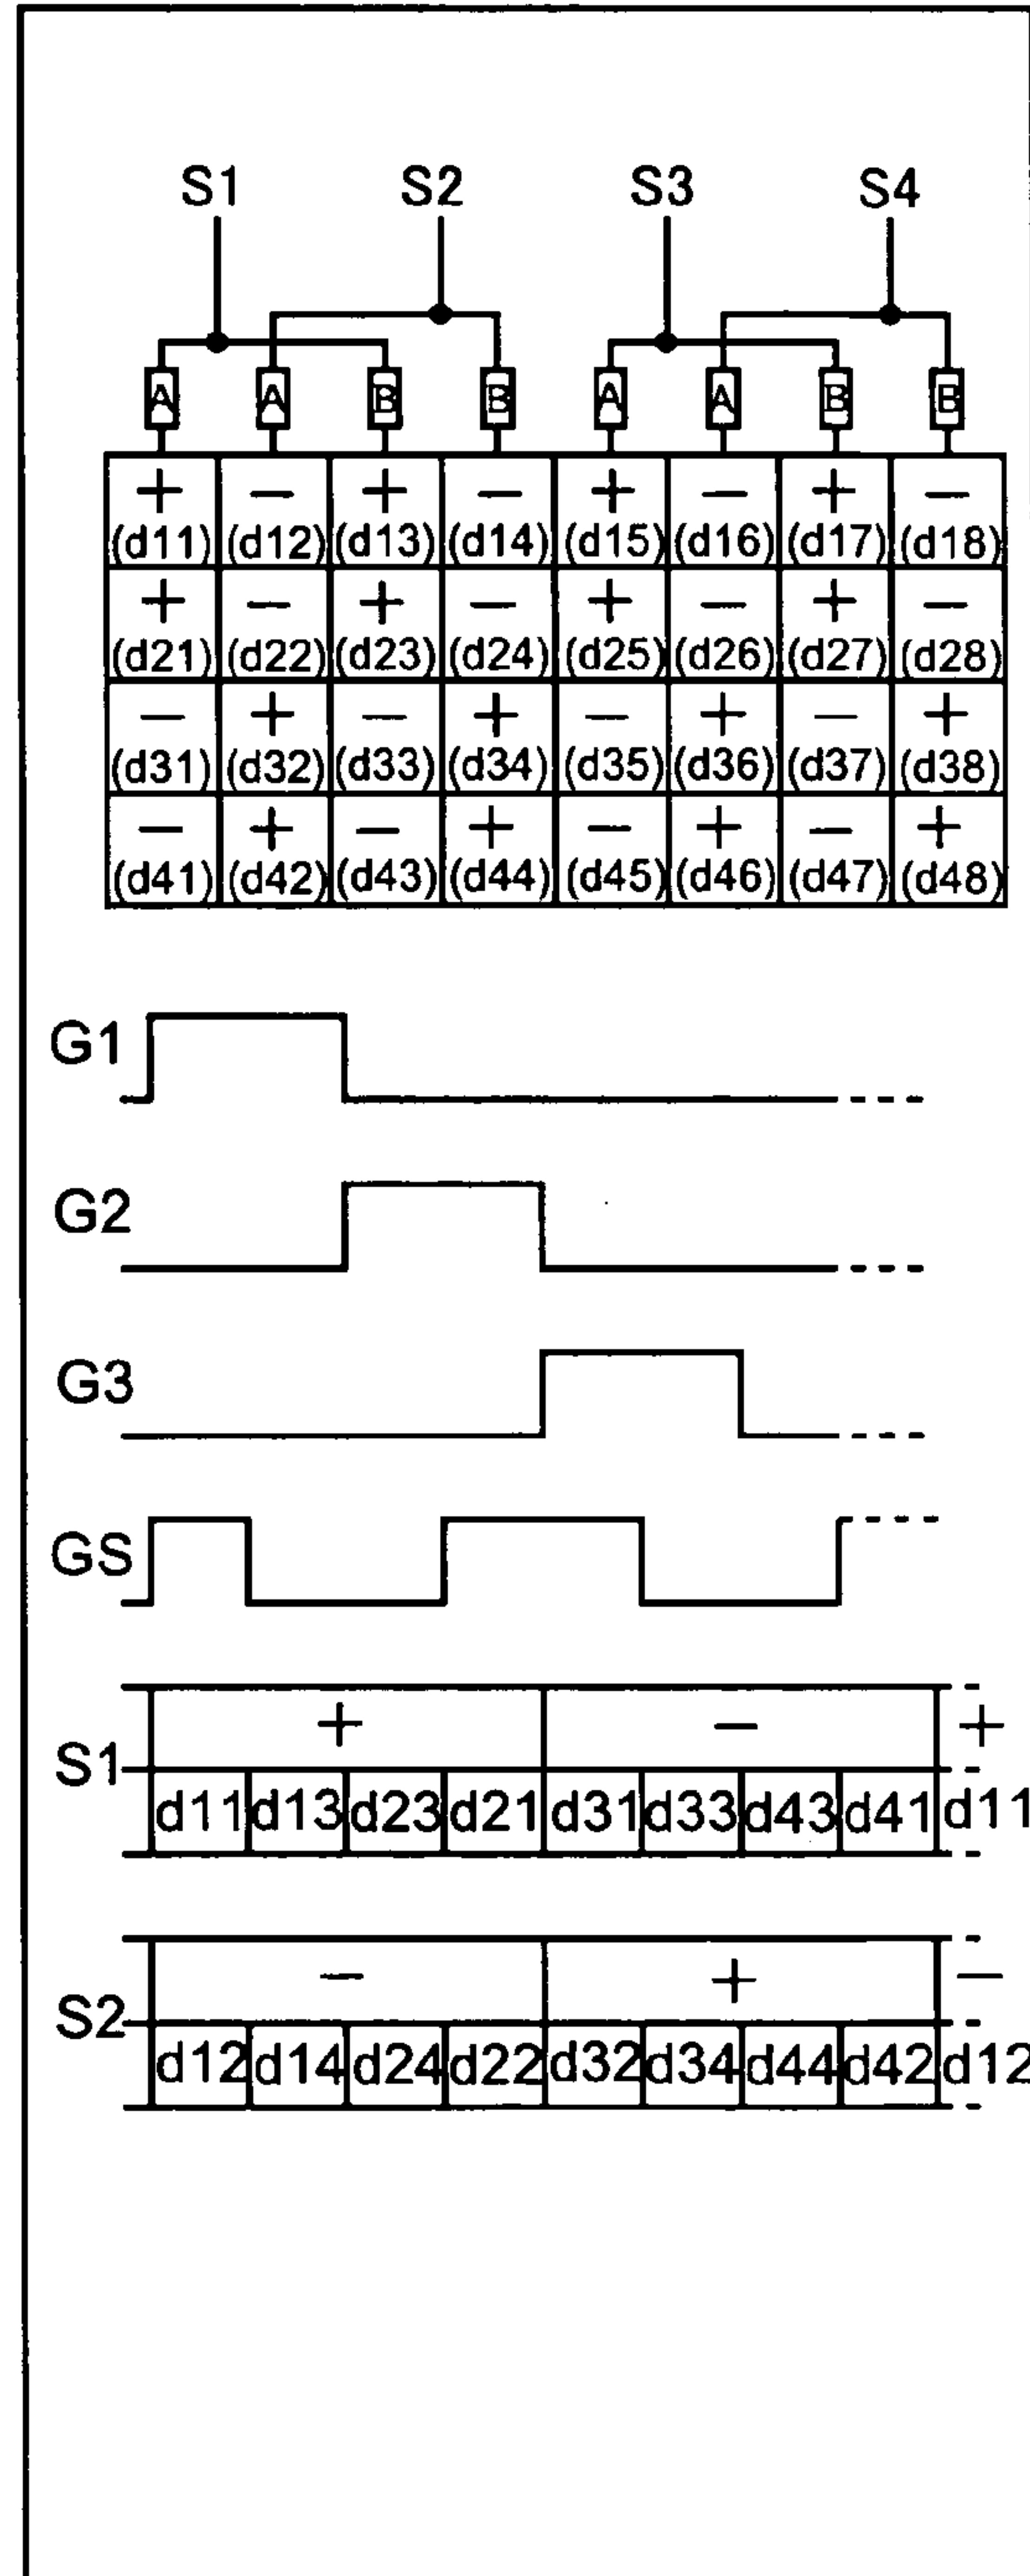 S1 S2 S3 S4
A A B B A A B B
+ − + − + − + −
(d11) (d12) (d13) (d14) (d15) (d16) (d17) (d18)
+ − + − + − + −
(d21) (d22) (d23) (d24) (d25) (d26) (d27) (d28)
− + − + − + − +
(d31) (d32) (d33) (d34) (d35) (d36) (d37) (d38)
− + − + − + − +
(d41) (d42) (d43) (d44) (d45) (d46) (d47) (d48)
G1
G2
G3
GS
+ − +
S1
d11 d13 d23 d21 d31 d33 d43 d41 d11
− + −
S2
d12 d14 d24 d22 d32 d34 d44 d42 d12